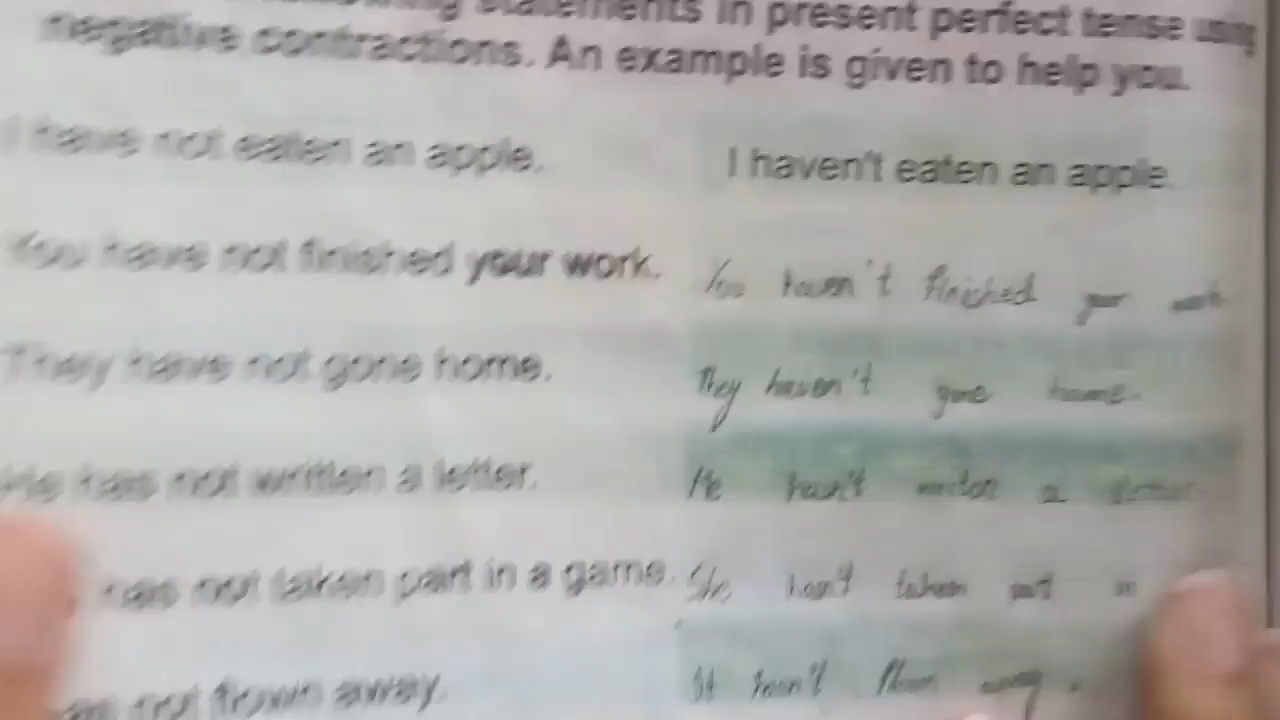 statements in present perfect tense using
negative contractions. An example is given to help you.
I have not eaten an apple. I haven't eaten an apple.
You have not finished your work. You haven't finished your work
They have not gone home. They haven't gone home.
He has not written a letter. He hasn't written a
has not taken part in a game. She hasn't taken part in
not flown away. It hasn't flown away.